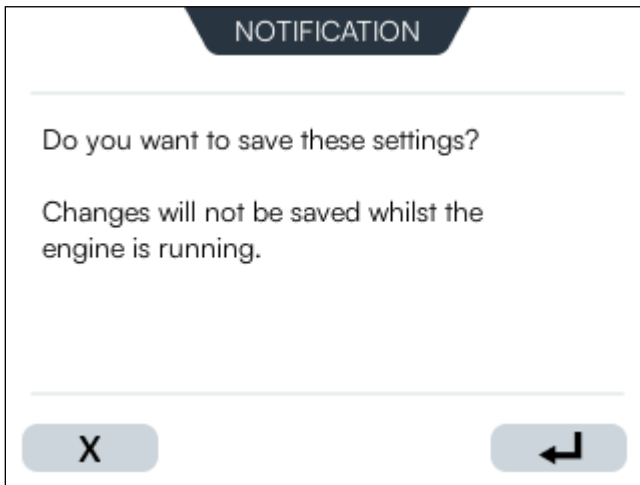 NOTIFICATION
Do you want to save these settings?
Changes will not be saved whilst the
engine is running.
X